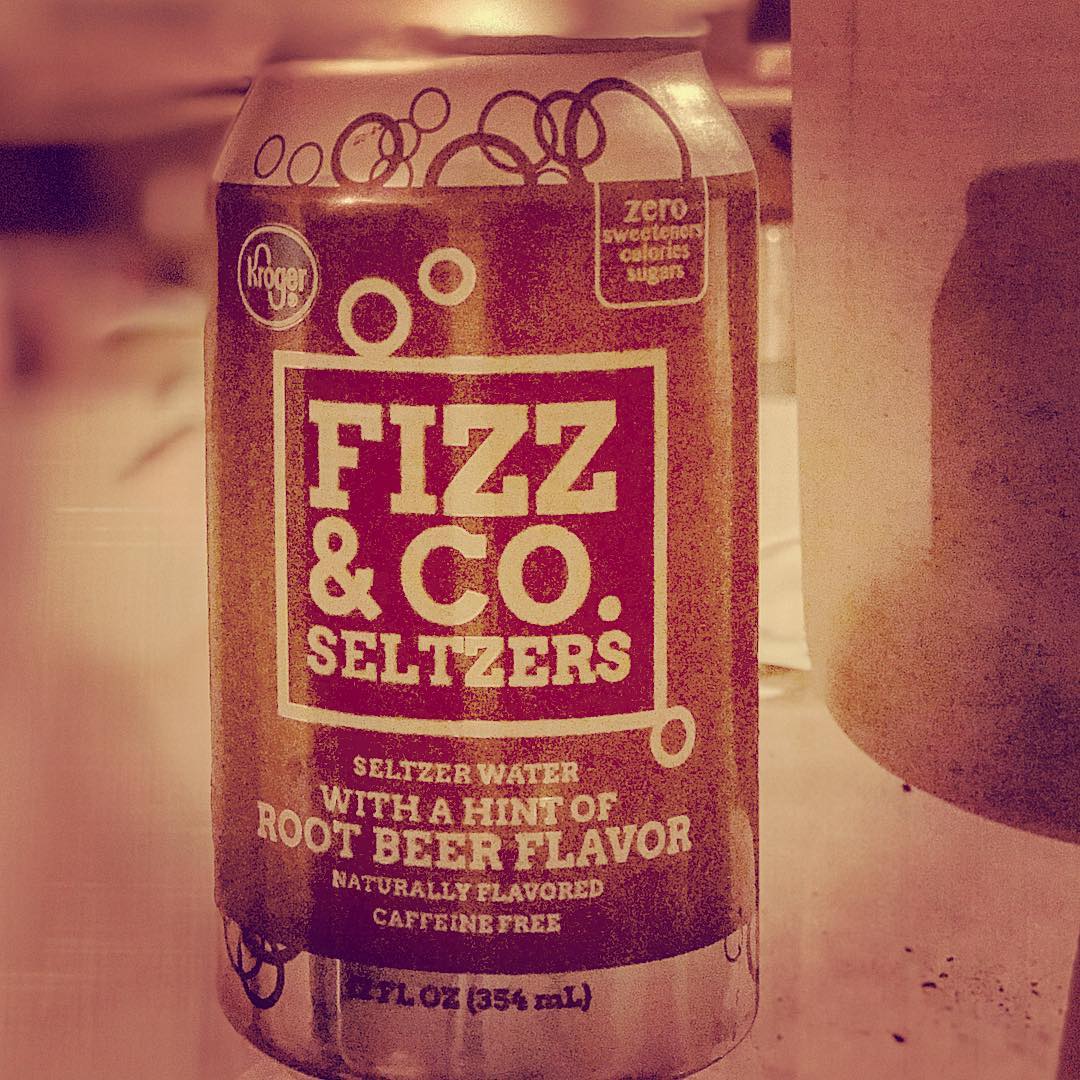 Kroger
zero
sweeteners
calories
sugars
FIZZ
& CO.
SELTZERS
SELTZER WATER
WITH A HINT OF
ROOT BEER FLAVOR
NATURALLY FLAVORED
CAFFEINE FREE
12 FL OZ (354 mL)